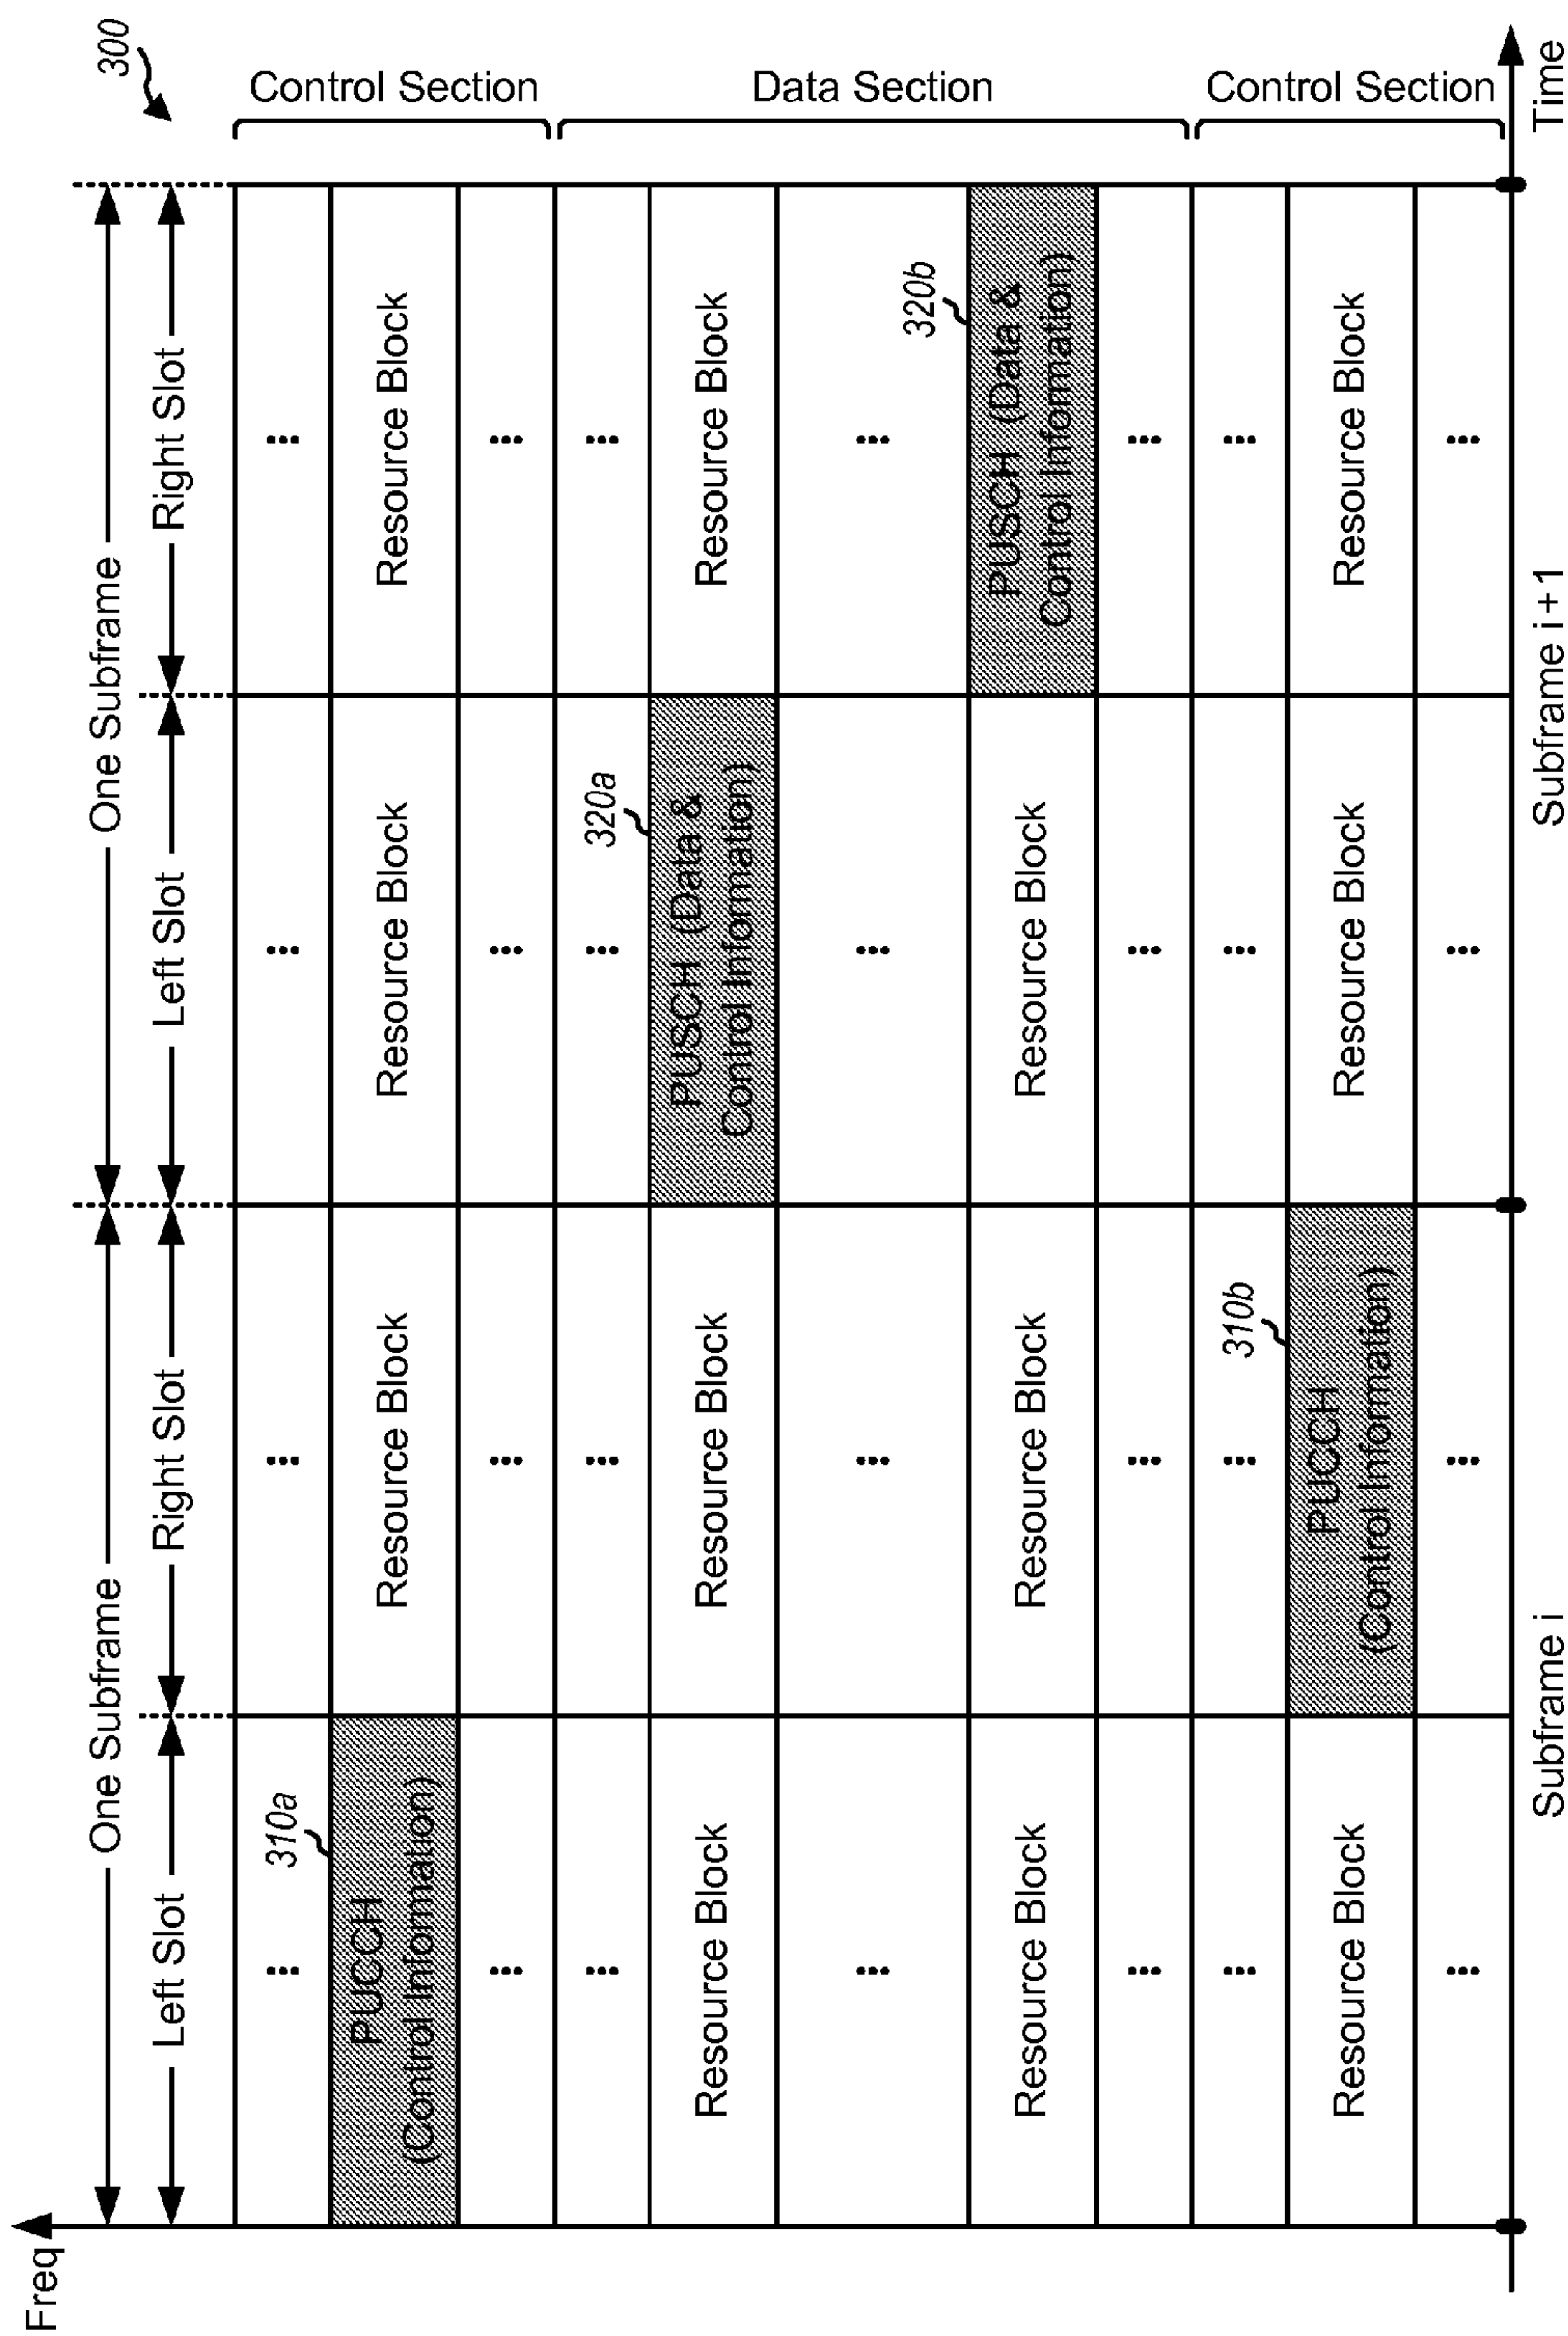 Freq
300
One Subframe
One Subframe
Left Slot
Right Slot
Left Slot
Right Slot
310a
... ... ... ...
PUCCH
(Control Information)
Resource Block
Resource Block
Resource Block
Control Section
... ... ... ...
320a
... ... ... ...
Resource Block
Resource Block
PUSCH (Data &
Control Information)
Resource Block
... ... ... ...
Data Section
320b
Resource Block
Resource Block
Resource Block
PUSCH (Data &
Control Information)
... ... ... ...
310b
... ... ... ...
Resource Block
PUCCH
(Control Information)
Resource Block
Resource Block
Control Section
... ... ... ...
Subframe i
Subframe i + 1
Time